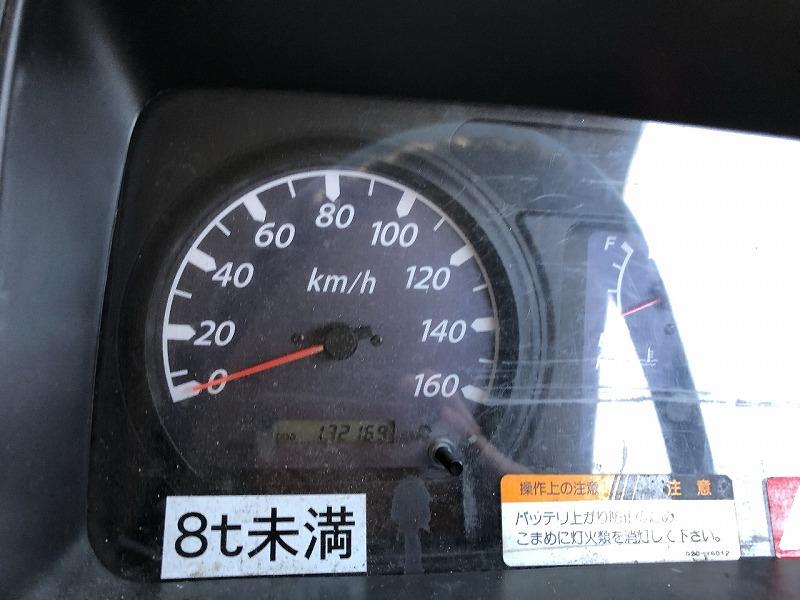 0
20
40
60
80
100
120
140
160
km/h
F
132169
8t未満
操作上の注意
注 意
バッテリ上がり防止のため
こまめに灯火類を消灯して下さい。